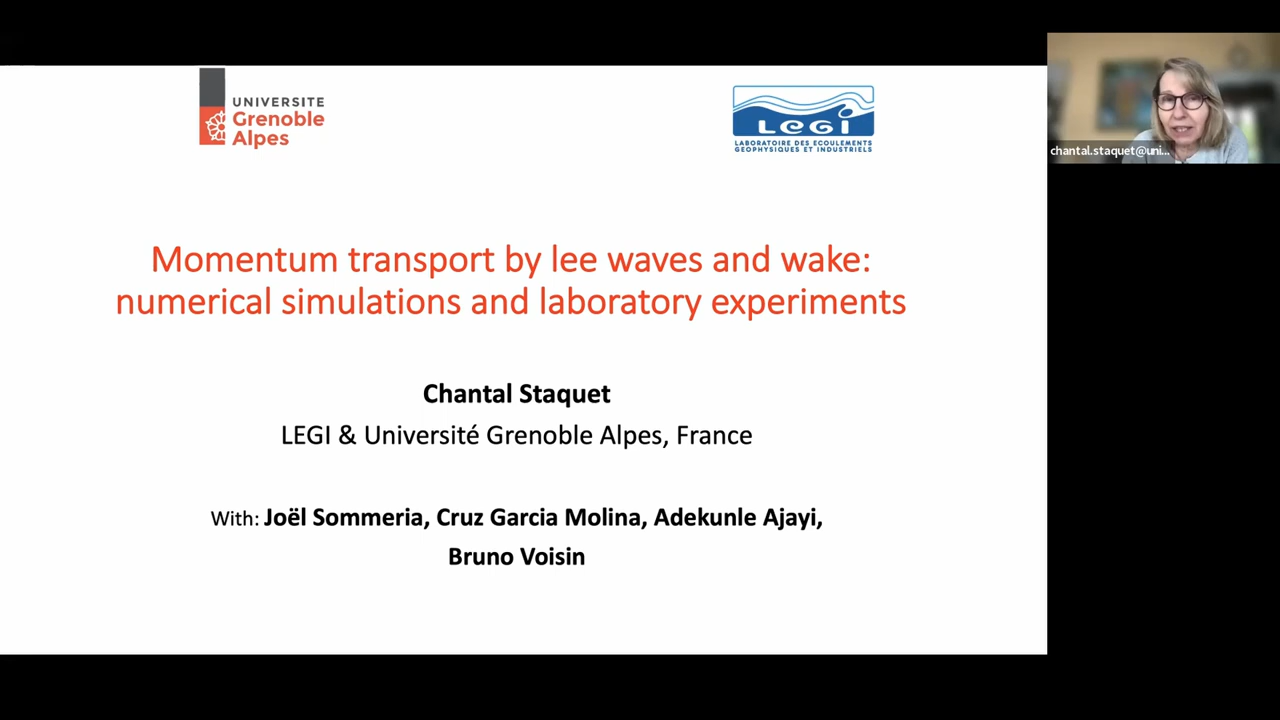 UNIVERSITE
Grenoble
Alpes
LEGI
LABORATOIRE DES ECOULEMENTS
GEOPHYSIQUES ET INDUSTRIELS
chantal.staquet@uni...
Momentum transport by lee waves and wake:
numerical simulations and laboratory experiments
Chantal Staquet
LEGI & Université Grenoble Alpes, France
With: Joël Sommeria, Cruz Garcia Molina, Adekunle Ajayi,
Bruno Voisin